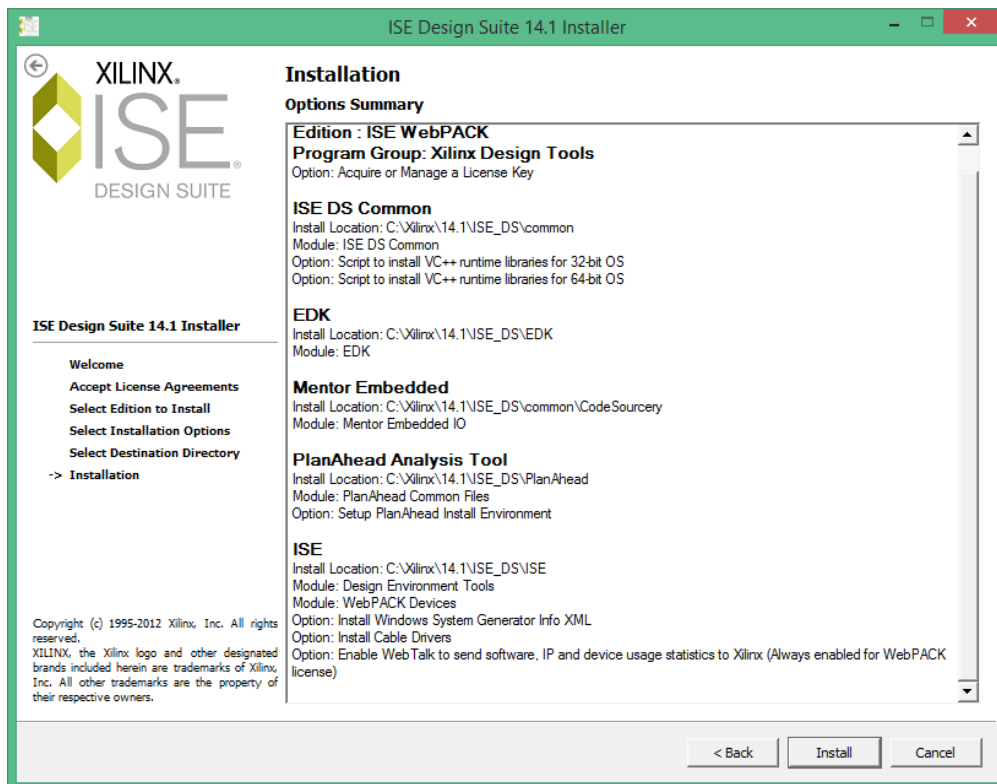 ISE Design Suite 14.1 Installer
XILINX.
ISE
DESIGN SUITE
ISE Design Suite 14.1 Installer
Welcome
Accept License Agreements
Select Edition to Install
Select Installation Options
Select Destination Directory
-> Installation
Copyright (c) 1995-2012 Xilinx, Inc. All rights
reserved.
XILINX, the Xilinx logo and other designated
brands included herein are trademarks of Xilinx,
Inc. All other trademarks are the property of
their respective owners.
Installation
Options Summary
Edition : ISE WebPACK
Program Group: Xilinx Design Tools
Option: Acquire or Manage a License Key
ISE DS Common
Install Location: C:\Xilinx\14.1\ISE_DS\common
Module: ISE DS Common
Option: Script to install VC++ runtime libraries for 32-bit OS
Option: Script to install VC++ runtime libraries for 64-bit OS
EDK
Install Location: C:\Xilinx\14.1\ISE_DS\EDK
Module: EDK
Mentor Embedded
Install Location: C:\Xilinx\14.1\ISE_DS\common\CodeSourcery
Module: Mentor Embedded IO
PlanAhead Analysis Tool
Install Location: C:\Xilinx\14.1\ISE_DS\PlanAhead
Module: PlanAhead Common Files
Option: Setup PlanAhead Install Environment
ISE
Install Location: C:\Xilinx\14.1\ISE_DS\ISE
Module: Design Environment Tools
Module: WebPACK Devices
Option: Install Windows System Generator Info XML
Option: Install Cable Drivers
Option: Enable WebTalk to send software, IP and device usage statistics to Xilinx (Always enabled for WebPACK
license)
< Back
Install
Cancel